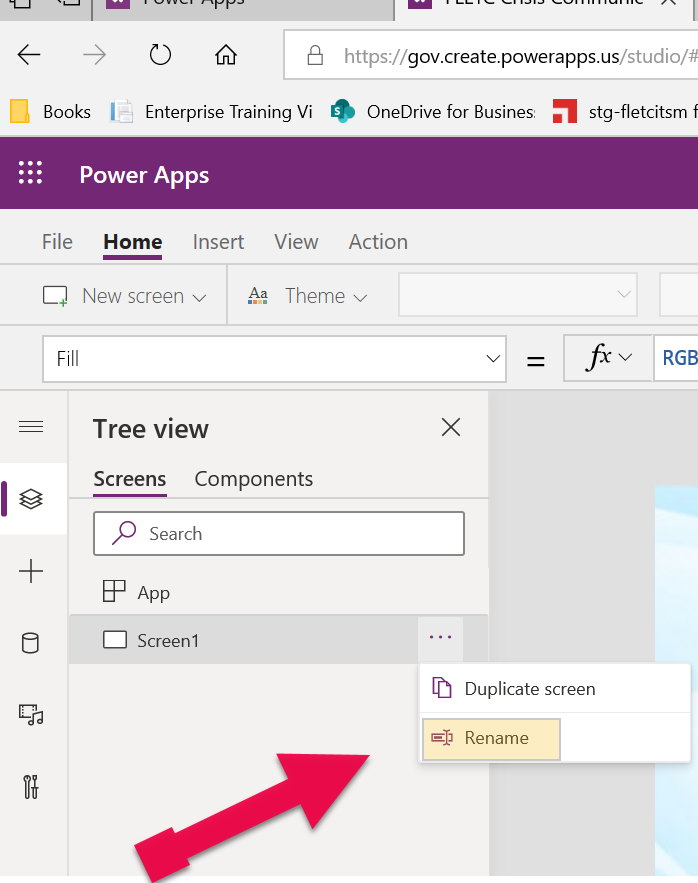 Power Apps
FLETC Crisis Communic
https://gov.create.powerapps.us/studio/#
Books Enterprise Training Vi OneDrive for Business stg-fletcitsm f
Power Apps
File Home Insert View Action
New screen Aa Theme
Fill = fx RGB
Tree view
Screens Components
Search
App
Screen1 ...
Duplicate screen
Rename